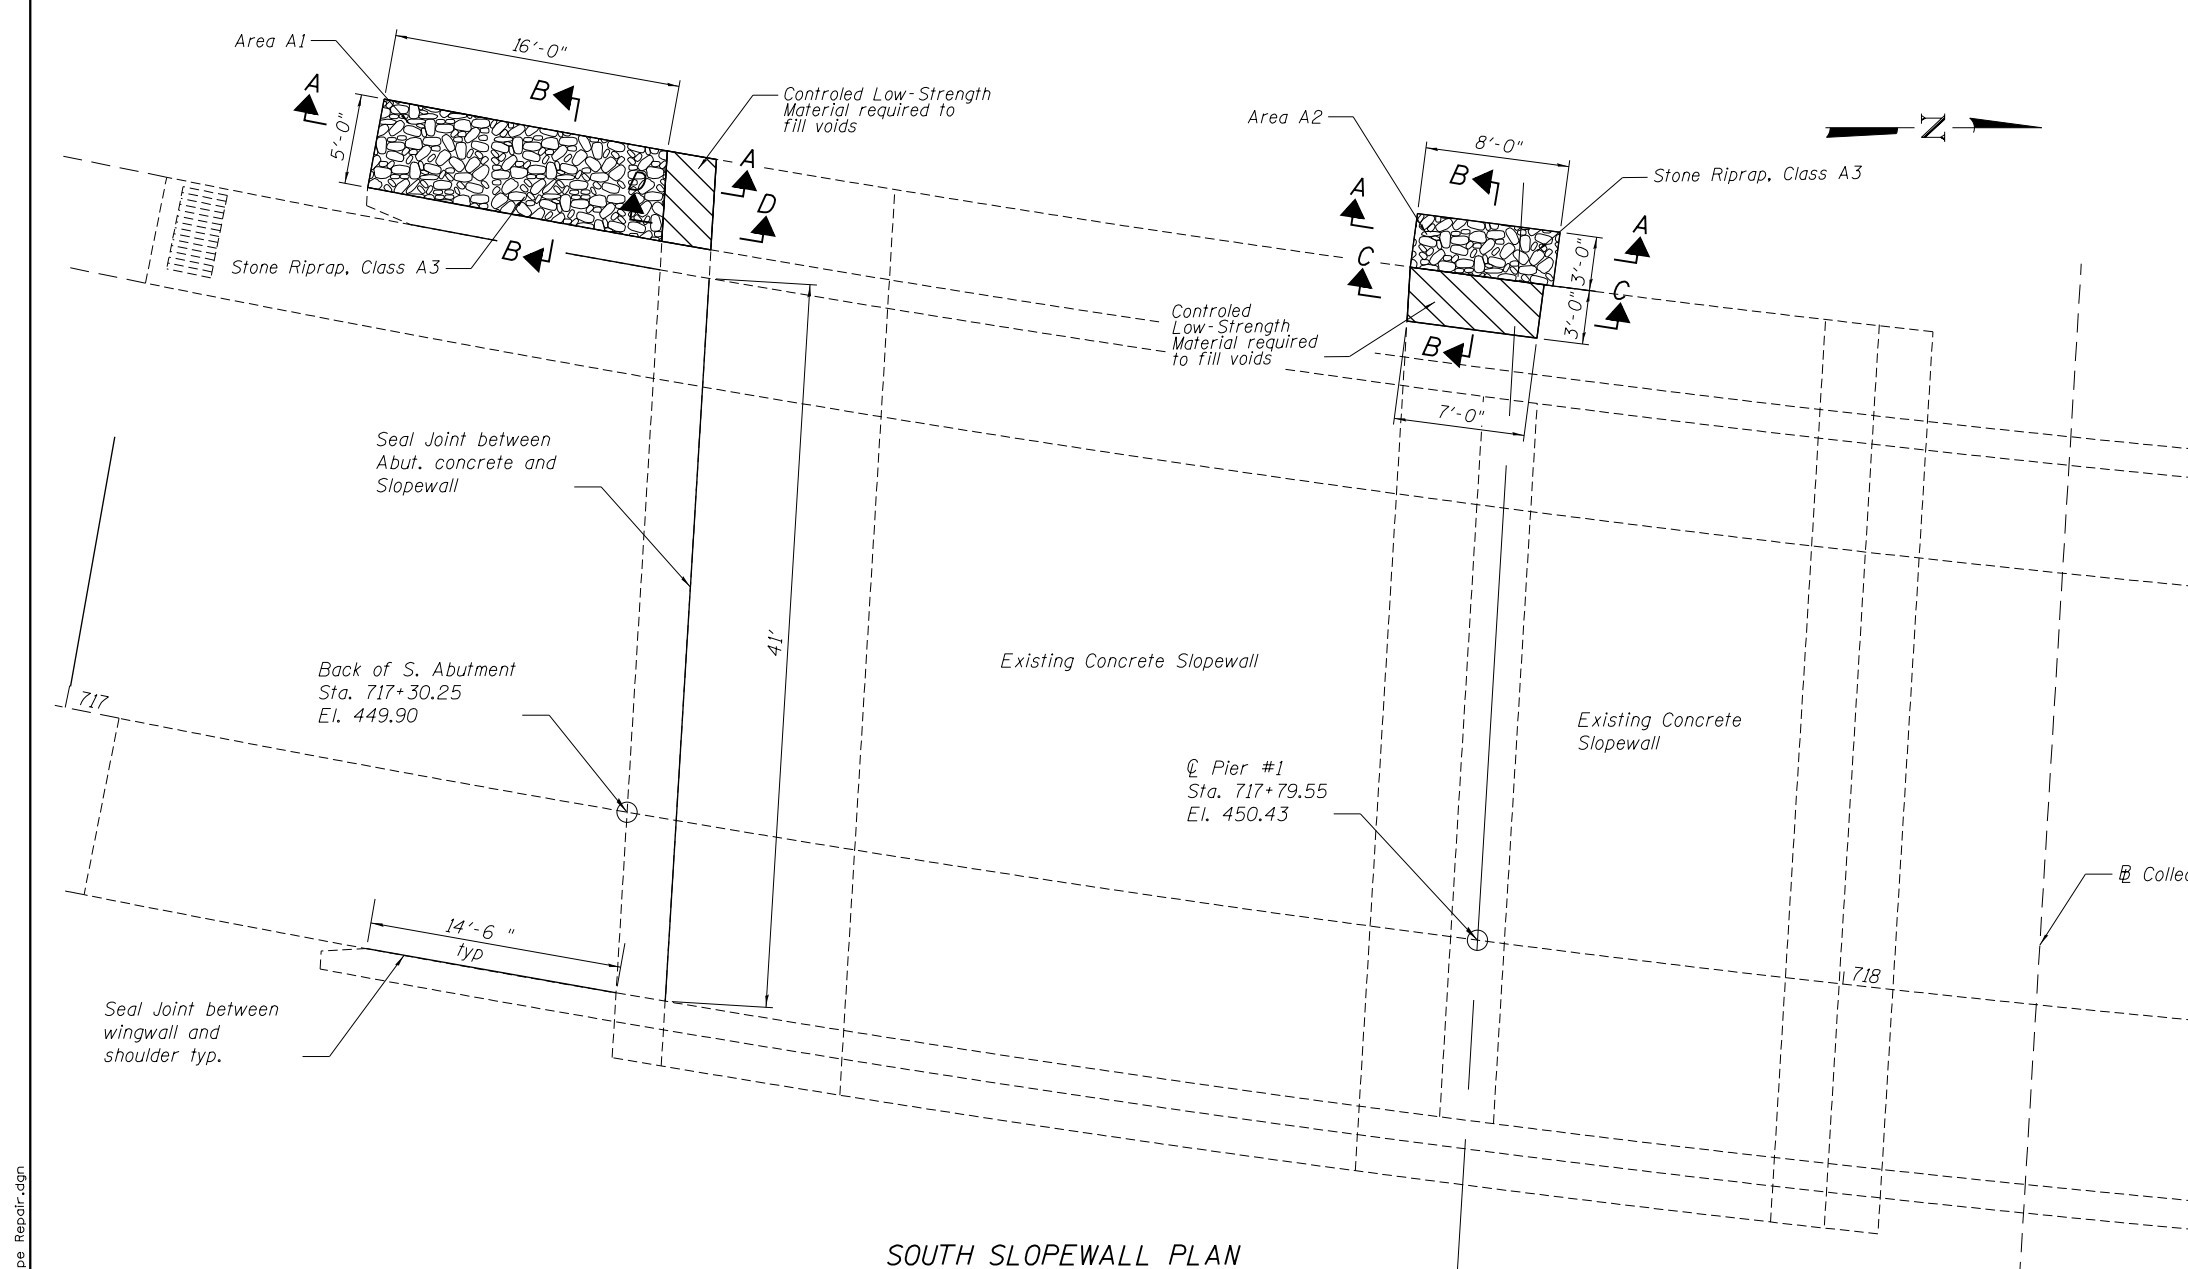 Area A1
16'-0"
A
B
5'-0"
Controled Low-Strength
Material required to
fill voids
A
D
D
B
Stone Riprap, Class A3
Area A2
8'-0"
N
B
Stone Riprap, Class A3
A
A
C
3'-0"
C
3'-0"
Controled
Low-Strength
Material required
to fill voids
B
7'-0"
Seal Joint between
Abut. concrete and
Slopewall
41'
Existing Concrete Slopewall
Back of S. Abutment
Sta. 717+30.25
El. 449.90
717
Existing Concrete
Slopewall
℄ Pier #1
Sta. 717+79.55
El. 450.43
Collec
718
14'-6 "
typ
Seal Joint between
wingwall and
shoulder typ.
SOUTH SLOPEWALL PLAN
pe Repair.dgn